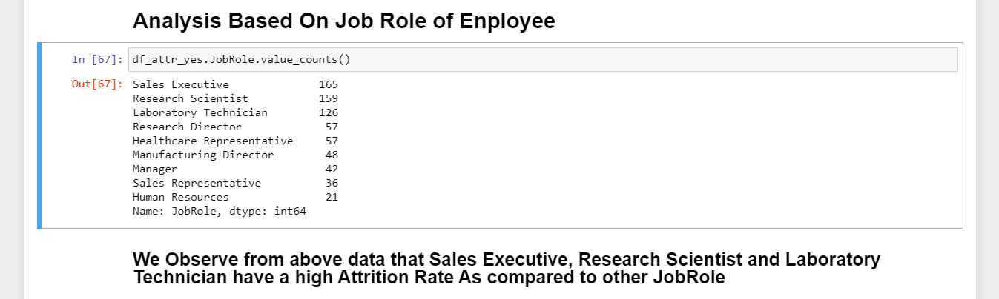 Analysis Based On Job Role of Enployee
In [67]: df_attr_yes.JobRole.value_counts()
Out[67]: Sales Executive 165
Research Scientist 159
Laboratory Technician 126
Research Director 57
Healthcare Representative 57
Manufacturing Director 48
Manager 42
Sales Representative 36
Human Resources 21
Name: JobRole, dtype: int64
We Observe from above data that Sales Executive, Research Scientist and Laboratory
Technician have a high Attrition Rate As compared to other JobRole